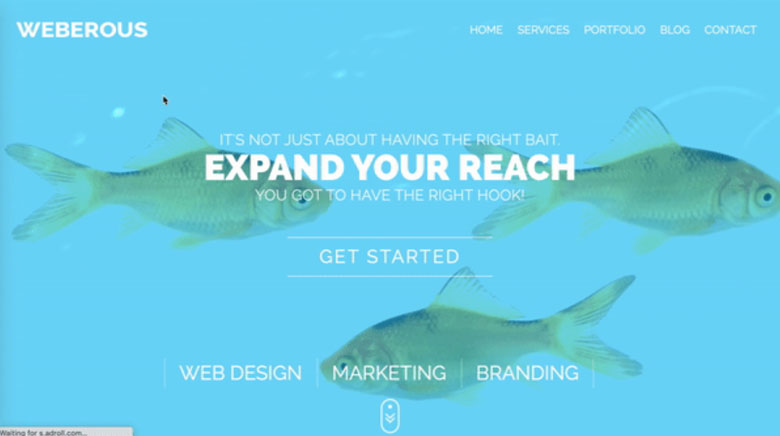 WEBEROUS
HOME SERVICES PORTFOLIO BLOG CONTACT
IT'S NOT JUST ABOUT HAVING THE RIGHT BAIT.
EXPAND YOUR REACH
YOU GOT TO HAVE THE RIGHT HOOK!
GET STARTED
WEB DESIGN MARKETING BRANDING
Waiting for s.adroll.com...